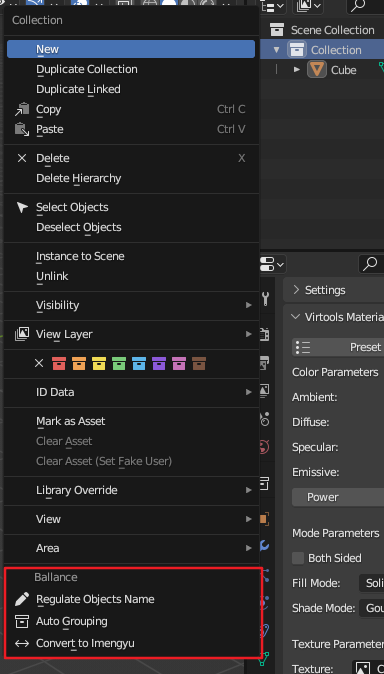 Collection
New
Duplicate Collection
Duplicate Linked
Copy Ctrl C
Paste Ctrl V
Delete X
Delete Hierarchy
Select Objects
Deselect Objects
Instance to Scene
Unlink
Visibility
View Layer
ID Data
Mark as Asset
Clear Asset
Clear Asset (Set Fake User)
Library Override
View
Area
Ballance
Regulate Objects Name
Auto Grouping
Convert to Imengyu
Scene Collection
Collection
Cube
Settings
Virtools Materia
Preset
Color Parameters
Ambient:
Diffuse:
Specular:
Emissive:
Power
Mode Parameters
Both Sided
Fill Mode: Soli
Shade Mode: Gou
Texture Parameter
Texture: C